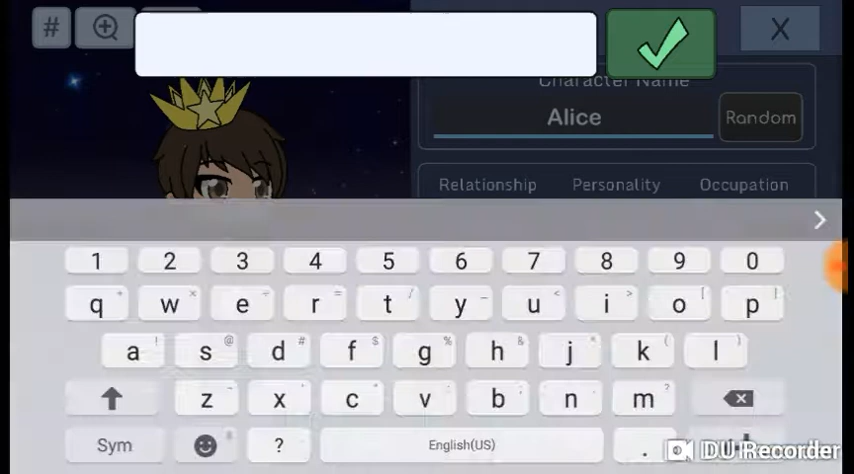 #
X
Character Name
Alice
Random
Relationship Personality Occupation
1 2 3 4 5 6 7 8 9 0
q w e r t y u i o p
a s d f g h j k l
z x c v b n m
Sym ? English(US) .
DU Recorder